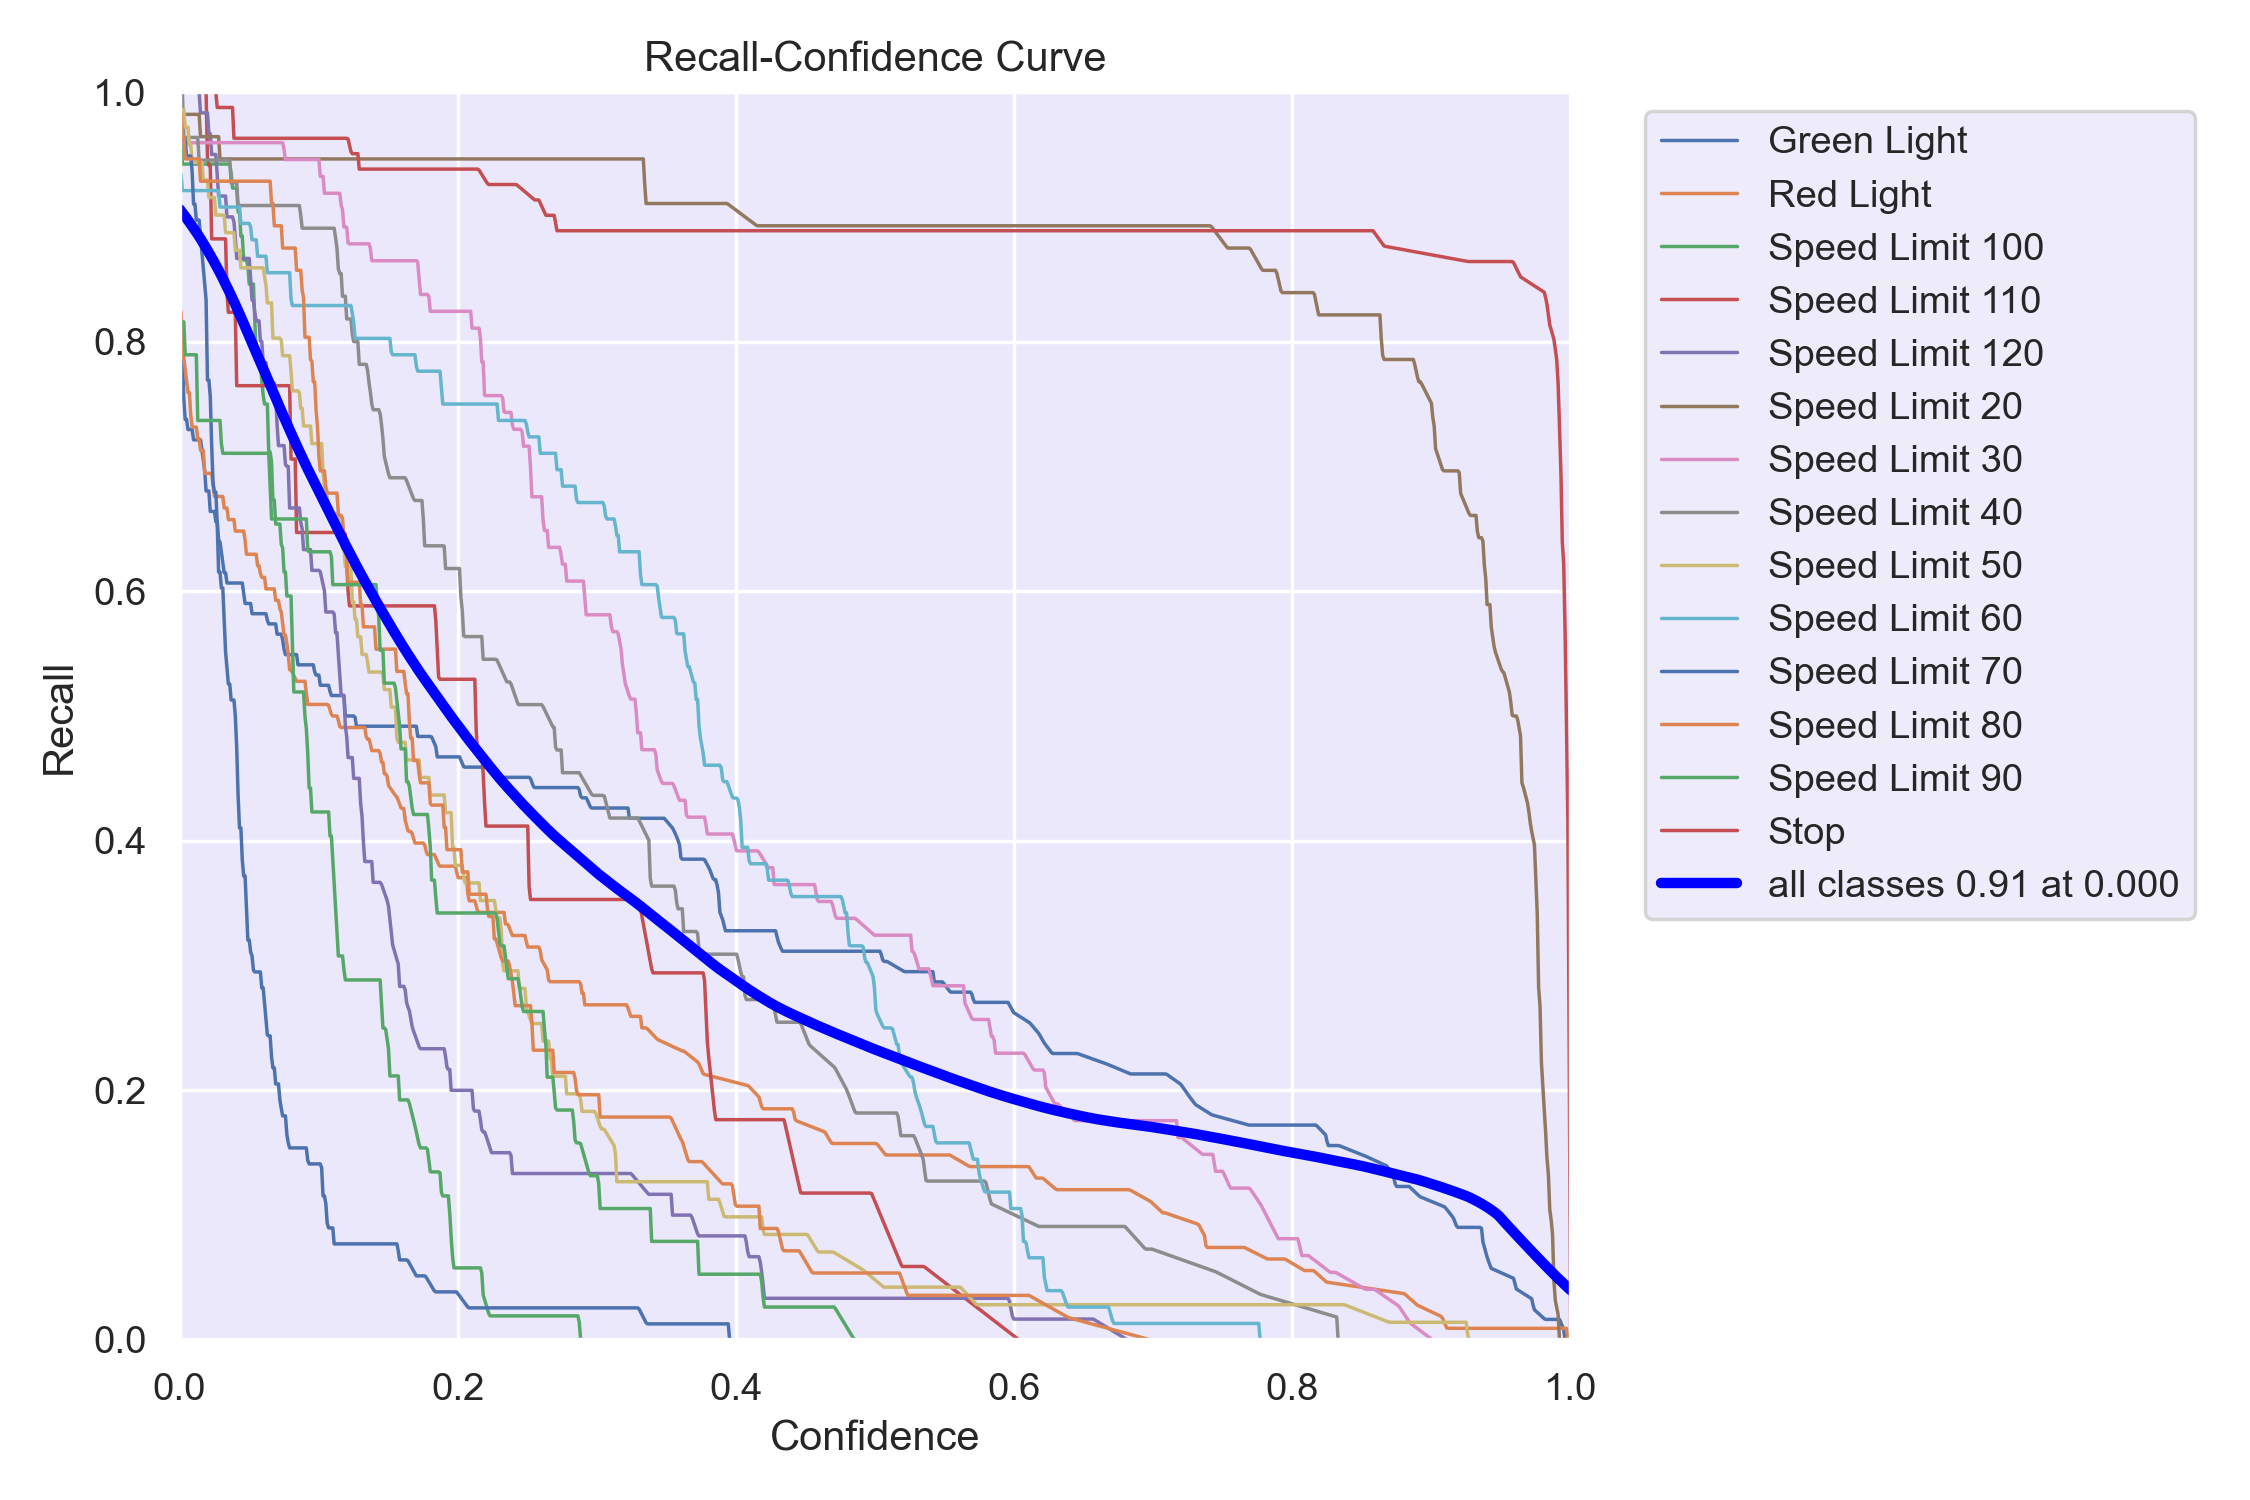 Recall-Confidence Curve
1.0
0.8
0.6
0.4
0.2
0.0
Recall
0.0 0.2 0.4 0.6 0.8 1.0
Confidence
Green Light
Red Light
Speed Limit 100
Speed Limit 110
Speed Limit 120
Speed Limit 20
Speed Limit 30
Speed Limit 40
Speed Limit 50
Speed Limit 60
Speed Limit 70
Speed Limit 80
Speed Limit 90
Stop
all classes 0.91 at 0.000